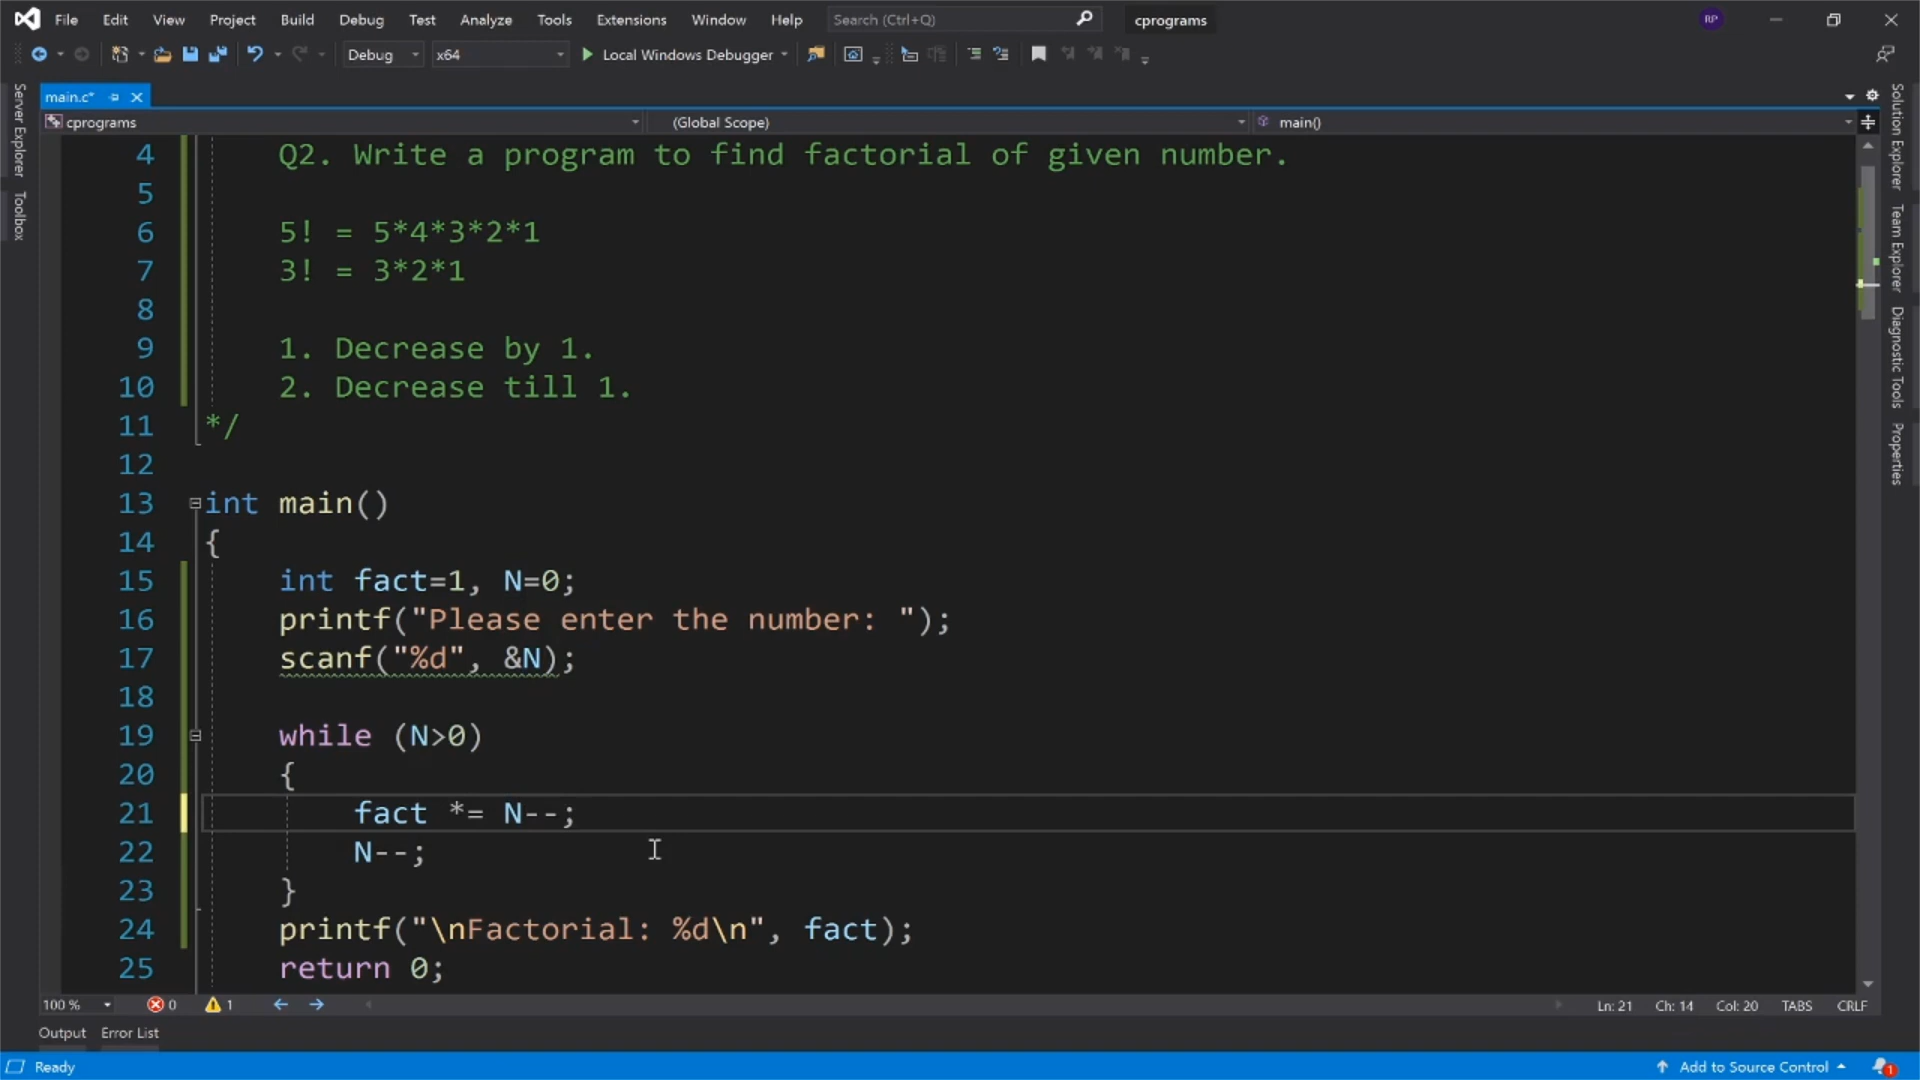 File Edit View Project Build Debug Test Analyze Tools Extensions Window Help Search (Ctrl+Q) cprograms RP
Debug x64 Local Windows Debugger
main.c*
cprograms (Global Scope) main()
4 Q2. Write a program to find factorial of given number.
5
6 5! = 5*4*3*2*1
7 3! = 3*2*1
8
9 1. Decrease by 1.
10 2. Decrease till 1.
11 */
12
13 int main()
14 {
15 int fact=1, N=0;
16 printf("Please enter the number: ");
17 scanf("%d", &N);
18
19 while (N>0)
20 {
21 fact *= N--;
22 N--;
23 }
24 printf("\nFactorial: %d\n", fact);
25 return 0;
Server Explorer
Toolbox
Solution Explorer
Team Explorer
Diagnostic Tools
Properties
100 % 0 1 Ln: 21 Ch: 14 Col: 20 TABS CRLF
Output Error List
Ready Add to Source Control 1